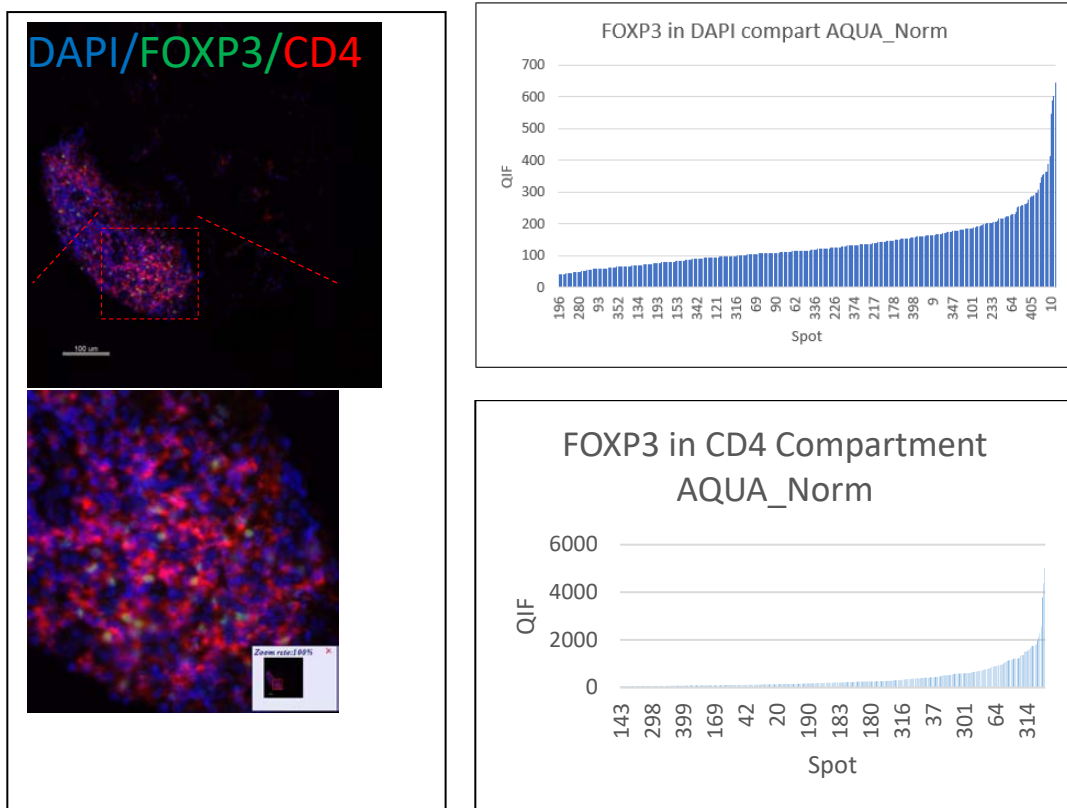 DAPI/FOXP3/CD4
100 um
Zoom rate:100%
FOXP3 in DAPI compart AQUA_Norm
700
600
500
400
300
200
100
0
QIF
196 280 93 352 134 193 153 342 121 316 69 90 62 336 226 374 217 178 398 9 347 101 233 64 405 10
Spot
FOXP3 in CD4 Compartment
AQUA_Norm
6000
4000
2000
0
QIF
143 298 399 169 42 20 190 183 180 316 37 301 64 314
Spot